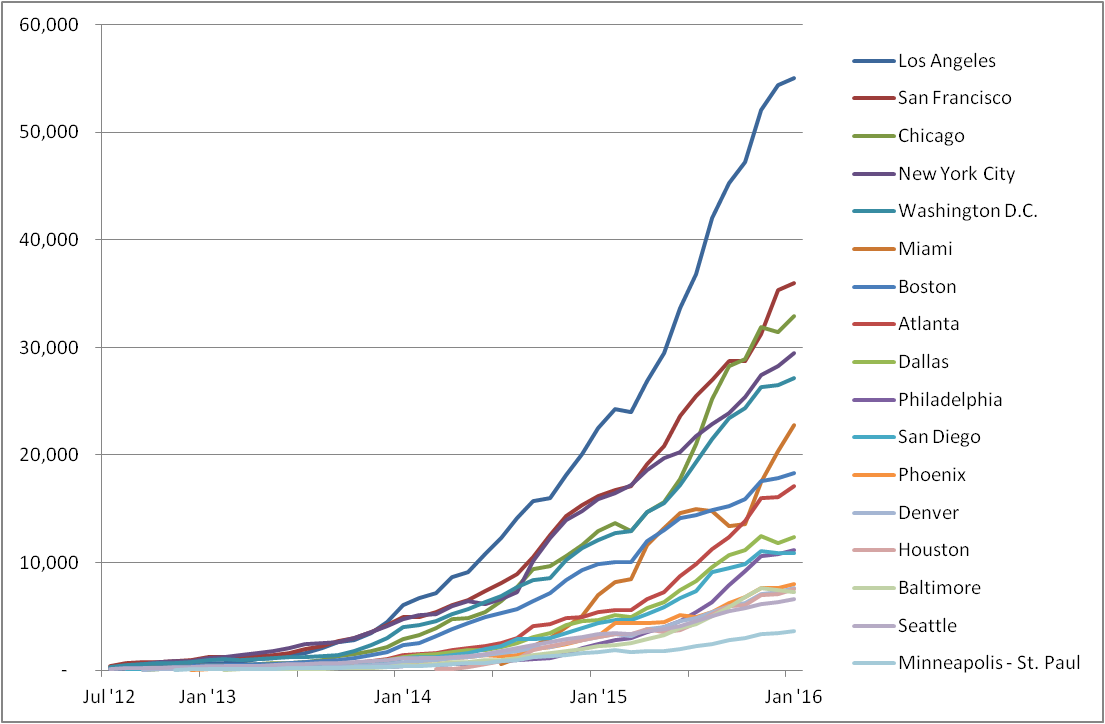 60,000
50,000
40,000
30,000
20,000
10,000
-
Jul '12
Jan '13
Jan '14
Jan '15
Jan '16
Los Angeles
San Francisco
Chicago
New York City
Washington D.C.
Miami
Boston
Atlanta
Dallas
Philadelphia
San Diego
Phoenix
Denver
Houston
Baltimore
Seattle
Minneapolis - St. Paul